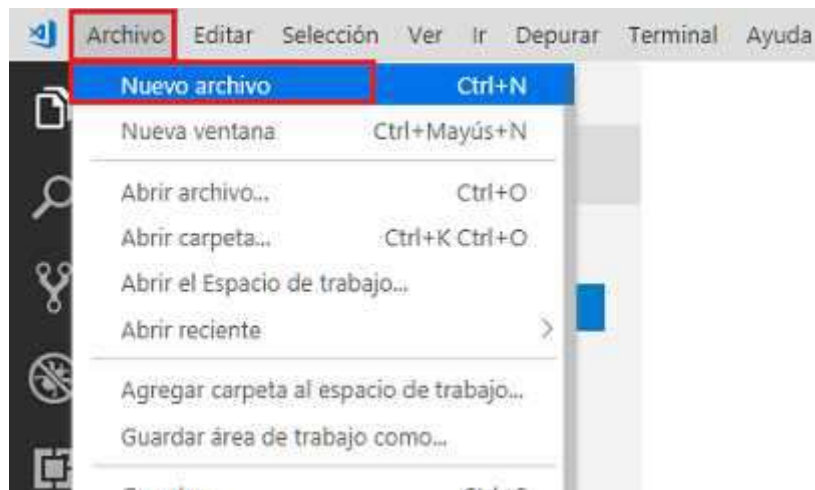 Archivo Editar Selección Ver Ir Depurar Terminal Ayuda
Nuevo archivo Ctrl+N
Nueva ventana Ctrl+Mayús+N
Abrir archivo... Ctrl+O
Abrir carpeta... Ctrl+K Ctrl+O
Abrir el Espacio de trabajo...
Abrir reciente
Agregar carpeta al espacio de trabajo...
Guardar área de trabajo como...